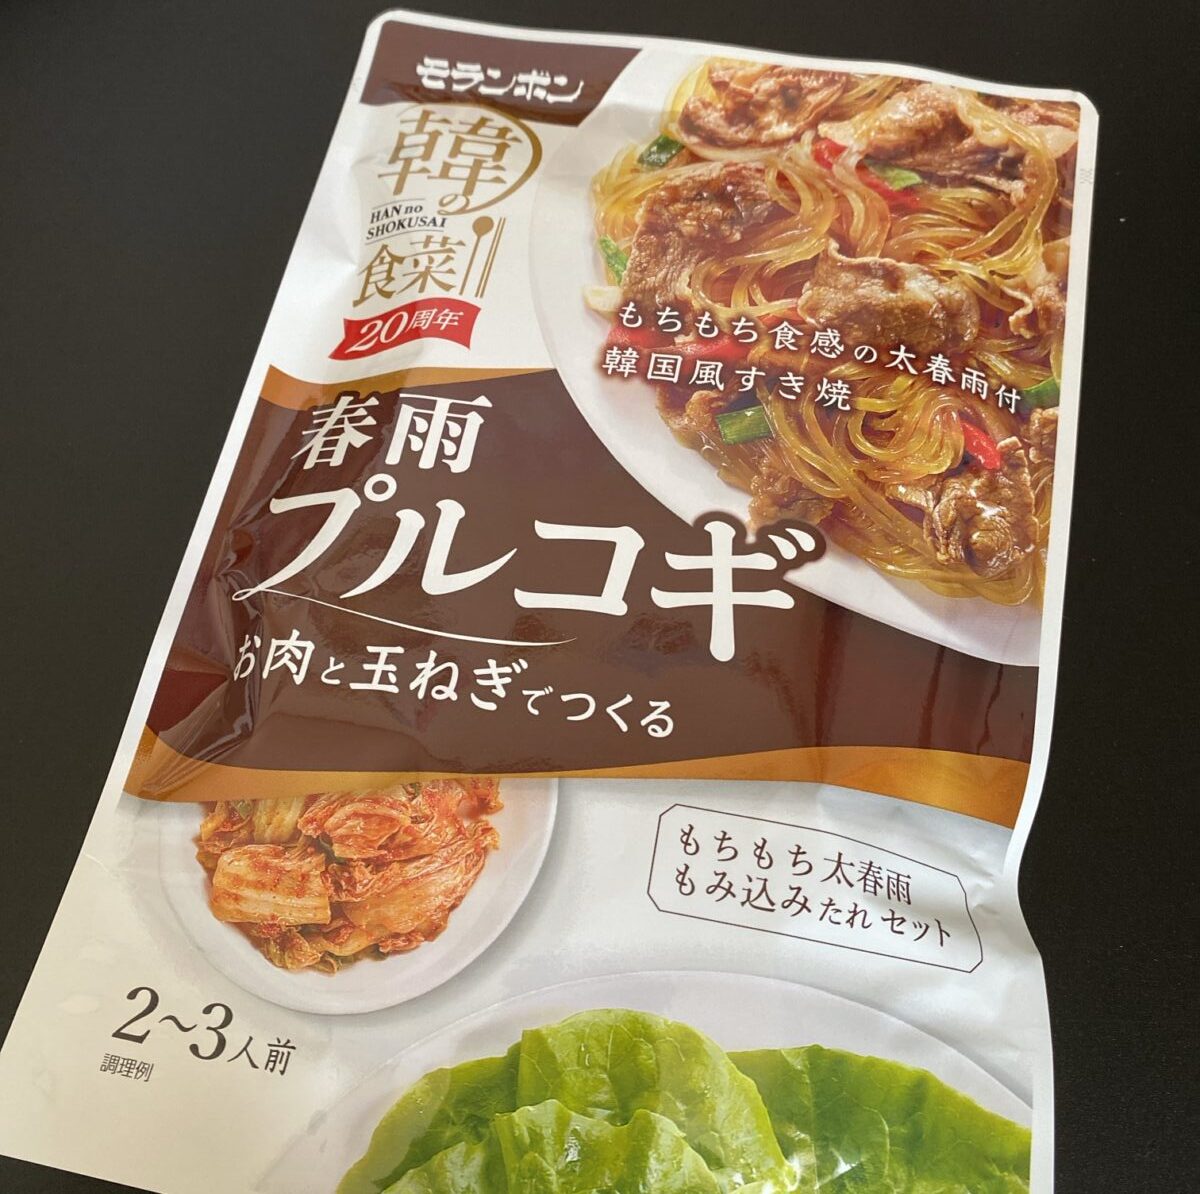 モランボン
韓の
HAN no
SHOKUSAI
食菜
20周年
もちもち食感の太春雨付
韓国風すき焼
春雨
プルコギ
お肉と玉ねぎでつくる
もちもち太春雨
もみ込みたれセット
2~3人前
調理例